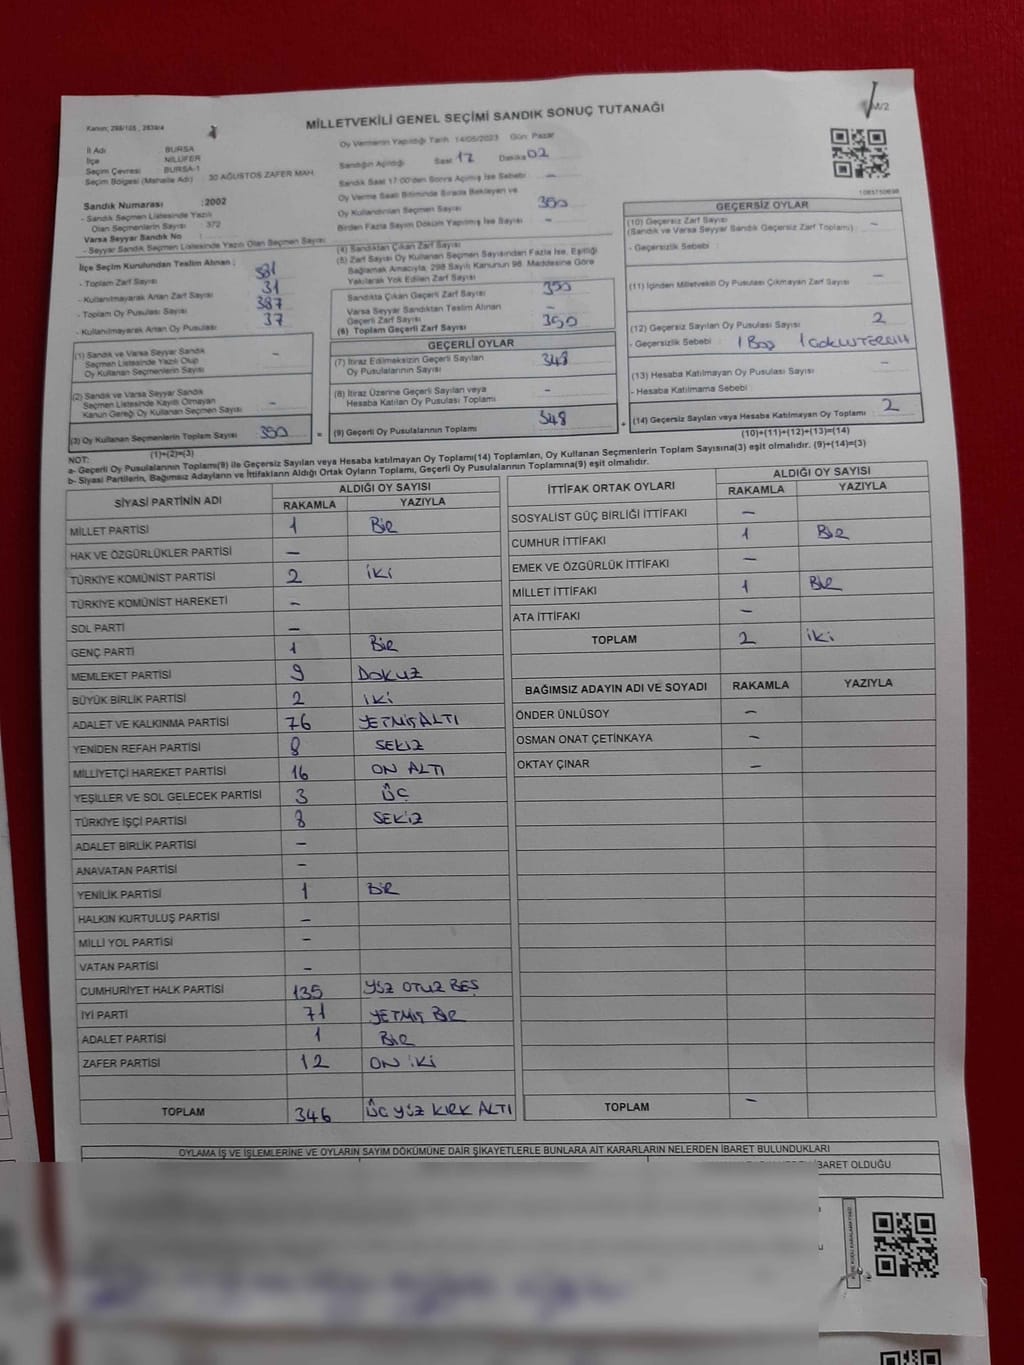 Kanun: 298/105 , 2839/4
MİLLETVEKİLİ GENEL SEÇİMİ SANDIK SONUÇ TUTANAĞI
M/2
İl Adı BURSA
İlçe NİLÜFER
Seçim Çevresi BURSA-1
Seçim Bölgesi (Mahalle Adı) : 30 AĞUSTOS ZAFER MAH.
Sandık Numarası :2002
- Sandık Seçmen Listesinde Yazılı
Olan Seçmenlerin Sayısı : 372
Varsa Seyyar Sandık No :
- Seyyar Sandık Seçmen Listesinde Yazılı Olan Seçmen Sayısı
Oy Vermenin Yapıldığı Tarih 14/05/2023 Gün: Pazar
Sandığın Açıldığı Saat 17 Dakika 02
Sandık Saat 17:00'den Sonra Açılmış İse Sebebi : -
Oy Verme Saati Bitiminde Sırada Bekleyen ve
Oy Kullandırılan Seçmen Sayısı 350
Birden Fazla Sayım Döküm Yapılmış İse Sayısı -
İlçe Seçim Kurulundan Teslim Alınan ;
- Toplam Zarf Sayısı 381
- Kullanılmayarak Artan Zarf Sayısı 31
- Toplam Oy Pusulası Sayısı 387
- Kullanılmayarak Artan Oy Pusulası 37
(1) Sandık ve Varsa Seyyar Sandık
Seçmen Listesinde Yazılı Olup
Oy Kullanan Seçmenlerin Sayısı -
(2) Sandık ve Varsa Seyyar Sandık
Seçmen Listesinde Kayıtlı Olmayan
Kanun Gereği Oy Kullanan Seçmen Sayısı -
(3) Oy Kullanan Seçmenlerin Toplam Sayısı 350
(1)+(2)=(3)
(4) Sandıktan Çıkan Zarf Sayısı
(5) Zarf Sayısı Oy Kullanan Seçmen Sayısından Fazla İse, Eşitliği
Sağlamak Amacıyla, 298 Sayılı Kanunun 98. Maddesine Göre
Yakılarak Yok Edilen Zarf Sayısı
Sandıkta Çıkan Geçerli Zarf Sayısı 350
Varsa Seyyar Sandıktan Teslim Alınan
Geçerli Zarf Sayısı -
(6) Toplam Geçerli Zarf Sayısı 350
GEÇERLİ OYLAR
(7) İtiraz Edilmeksizin Geçerli Sayılan
Oy Pusulalarının Sayısı 348
(8) İtiraz Üzerine Geçerli Sayılan veya
Hesaba Katılan Oy Pusulası Toplamı -
(9) Geçerli Oy Pusulalarının Toplamı 348
GEÇERSİZ OYLAR
(10) Geçersiz Zarf Sayısı
(Sandık ve Varsa Seyyar Sandık Geçersiz Zarf Toplamı) : -
- Geçersizlik Sebebi :
(11) İçinden Milletvekili Oy Pusulası Çıkmayan Zarf Sayısı -
(12) Geçersiz Sayılan Oy Pusulası Sayısı 2
- Geçersizlik Sebebi : 1 BOŞ 1 ÇOKLU TERCİH
(13) Hesaba Katılmayan Oy Pusulası Sayısı -
- Hesaba Katılmama Sebebi :
(14) Geçersiz Sayılan veya Hesaba Katılmayan Oy Toplamı 2
(10)+(11)+(12)+(13)=(14)
NOT:
a- Geçerli Oy Pusulalarının Toplamı(9) ile Geçersiz Sayılan veya Hesaba katılmayan Oy Toplamı(14) Toplamları, Oy Kullanan Seçmenlerin Toplam Sayısına(3) eşit olmalıdır. (9)+(14)=(3)
b- Siyasi Partilerin, Bağımsız Adayların ve İttifakların Aldığı Ortak Oyların Toplamı, Geçerli Oy Pusulalarının Toplamına(9) eşit olmalıdır.
SİYASİ PARTİNİN ADI ALDIĞI OY SAYISI
RAKAMLA YAZIYLA
MİLLET PARTİSİ 1 BİR
HAK VE ÖZGÜRLÜKLER PARTİSİ -
TÜRKİYE KOMÜNİST PARTİSİ 2 İKİ
TÜRKİYE KOMÜNİST HAREKETİ -
SOL PARTİ -
GENÇ PARTİ 1 BİR
MEMLEKET PARTİSİ 9 DOKUZ
BÜYÜK BİRLİK PARTİSİ 2 İKİ
ADALET VE KALKINMA PARTİSİ 76 YETMİŞ ALTI
YENİDEN REFAH PARTİSİ 8 SEKİZ
MİLLİYETÇİ HAREKET PARTİSİ 16 ON ALTI
YEŞİLLER VE SOL GELECEK PARTİSİ 3 ÜÇ
TÜRKİYE İŞÇİ PARTİSİ 8 SEKİZ
ADALET BİRLİK PARTİSİ -
ANAVATAN PARTİSİ -
YENİLİK PARTİSİ 1 BİR
HALKIN KURTULUŞ PARTİSİ -
MİLLİ YOL PARTİSİ -
VATAN PARTİSİ -
CUMHURİYET HALK PARTİSİ 135 YÜZ OTUZ BEŞ
İYİ PARTİ 71 YETMİŞ BİR
ADALET PARTİSİ 1 BİR
ZAFER PARTİSİ 12 ON İKİ
TOPLAM 346 ÜÇ YÜZ KIRK ALTI
İTTİFAK ORTAK OYLARI ALDIĞI OY SAYISI
RAKAMLA YAZIYLA
SOSYALİST GÜÇ BİRLİĞİ İTTİFAKI -
CUMHUR İTTİFAKI 1 BİR
EMEK VE ÖZGÜRLÜK İTTİFAKI -
MİLLET İTTİFAKI 1 BİR
ATA İTTİFAKI -
TOPLAM 2 İKİ
BAĞIMSIZ ADAYIN ADI VE SOYADI RAKAMLA YAZIYLA
ÖNDER ÜNLÜSOY -
OSMAN ONAT ÇETİNKAYA -
OKTAY ÇINAR -
TOPLAM -
OYLAMA İŞ VE İŞLEMLERİNE VE OYLARIN SAYIM DÖKÜMÜNE DAİR ŞİKAYETLERLE BUNLARA AİT KARARLARIN NELERDEN İBARET BULUNDUKLARI
BARET OLDUĞU